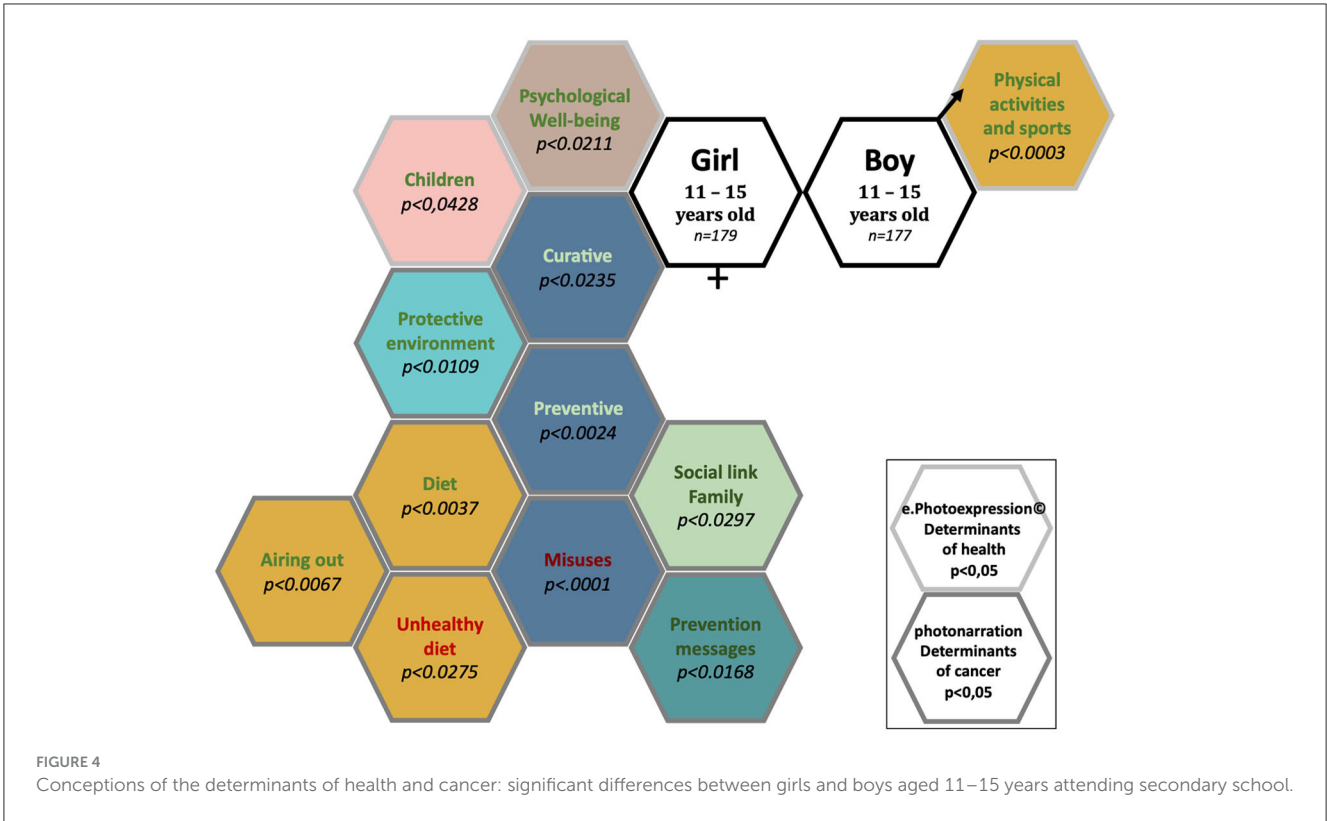 Psychological
Well-being
p<0.0211
Children
p<0,0428
Girl
11 – 15
years old
n=179
+
Boy
11 – 15
years old
n=177
Physical
activities
and sports
p<0.0003
Curative
p<0.0235
Protective
environment
p<0.0109
Preventive
p<0.0024
Diet
p<0.0037
Social link
Family
p<0.0297
Airing out
p<0.0067
Misuses
p<.0001
Unhealthy
diet
p<0.0275
Prevention
messages
p<0.0168
e.Photoexpression©
Determinants
of health
p<0,05
photonarration
Determinants
of cancer
p<0,05
FIGURE 4
Conceptions of the determinants of health and cancer: significant differences between girls and boys aged 11–15 years attending secondary school.